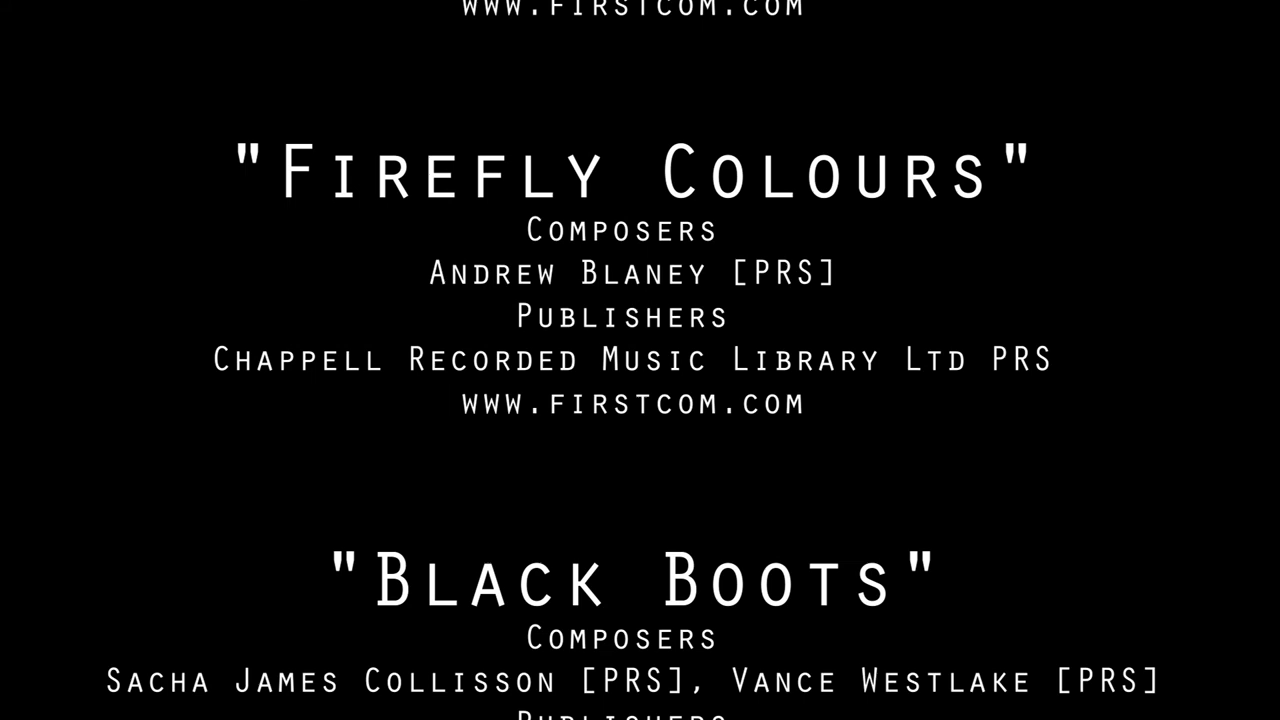 www.firstcom.com
"Firefly Colours"
Composers
Andrew Blaney [PRS]
Publishers
Chappell Recorded Music Library Ltd PRS
www.firstcom.com
"Black Boots"
Composers
Sacha James Collisson [PRS], Vance Westlake [PRS]
Publishers